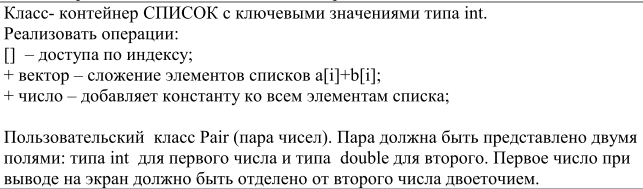 Класс- контейнер СПИСОК с ключевыми значениями типа int.
Реализовать операции:
[]  – доступа по индексу;
+ вектор – сложение элементов списков a[i]+b[i];
+ число – добавляет константу ко всем элементам списка;
Пользовательский  класс Pair (пара чисел). Пара должна быть представлено двумя
полями: типа int  для первого числа и типа  double для второго. Первое число при
выводе на экран должно быть отделено от второго числа двоеточием.